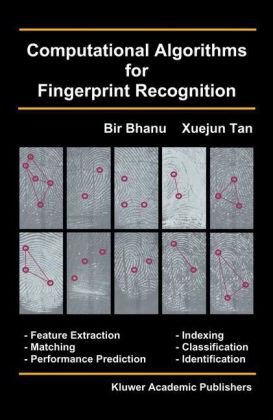 Computational Algorithms
for
Fingerprint Recognition
Bir Bhanu Xuejun Tan
- Feature Extraction - Indexing
- Matching - Classification
- Performance Prediction - Identification
Kluwer Academic Publishers